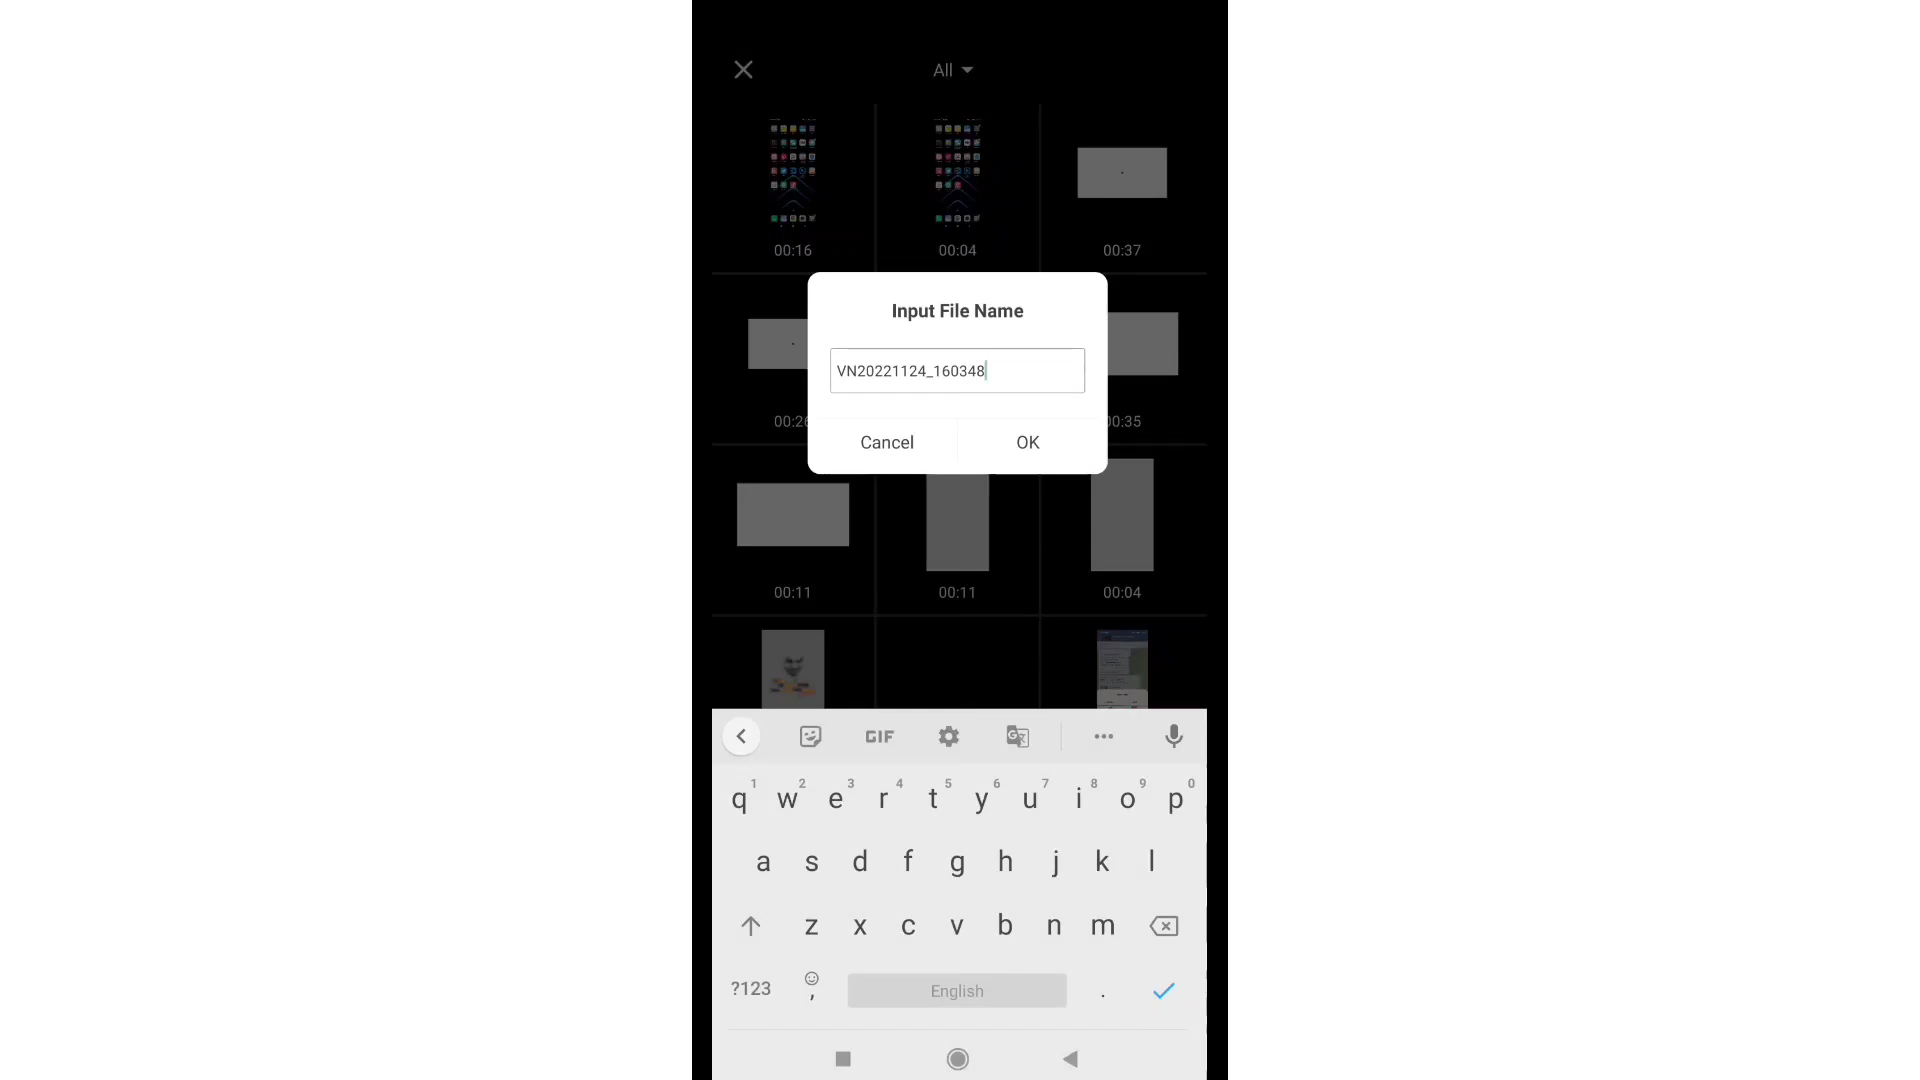 All
00:16 00:04 00:37
Input File Name
VN20221124_160348
00:35
Cancel OK
00:11 00:11 00:04
GIF
1 2 3 4 5 6 7 8 9 0
q w e r t y u i o p
a s d f g h j k l
z x c v b n m
?123 , English .